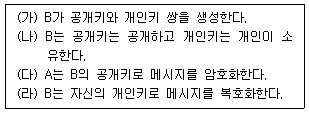 (가) B가 공개키와 개인키 쌍을 생성한다.
(나) B는 공개키는 공개하고 개인키는 개인이 소
유한다.
(다) A는 B의 공개키로 메시지를 암호화한다.
(라) B는 자신의 개인키로 메시지를 복호화한다.